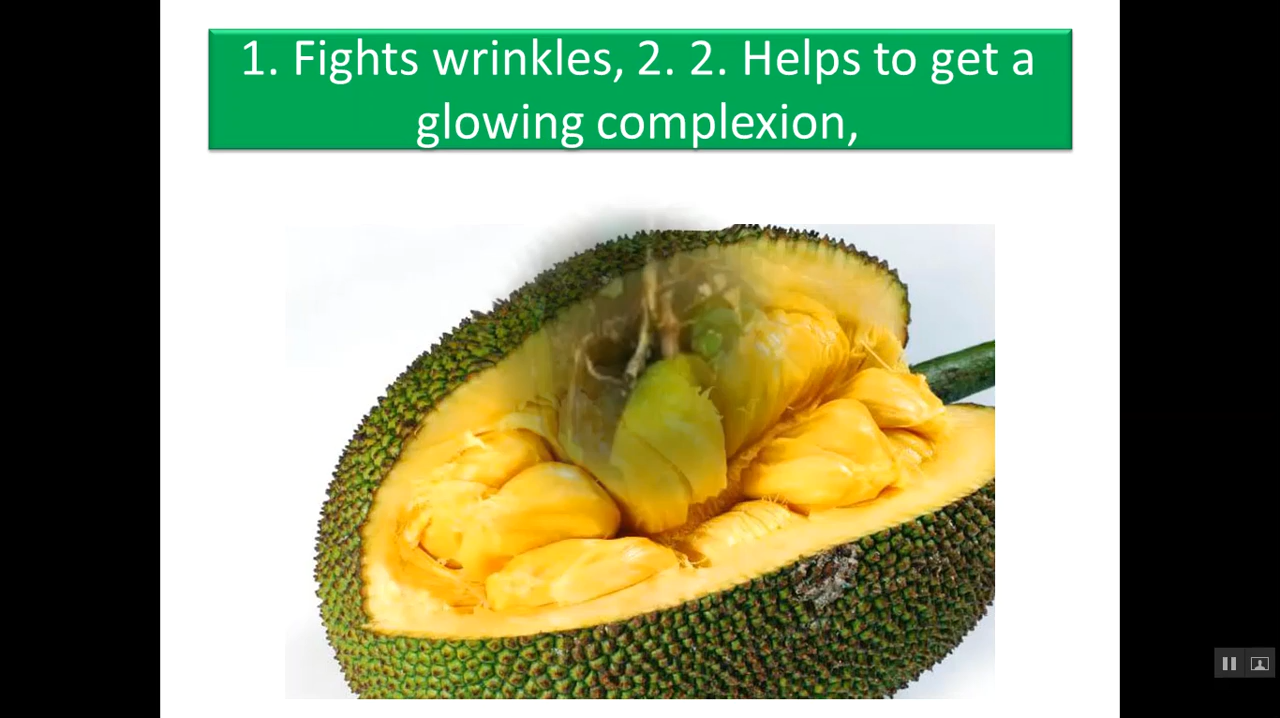 1. Fights wrinkles, 2. 2. Helps to get a
glowing complexion,